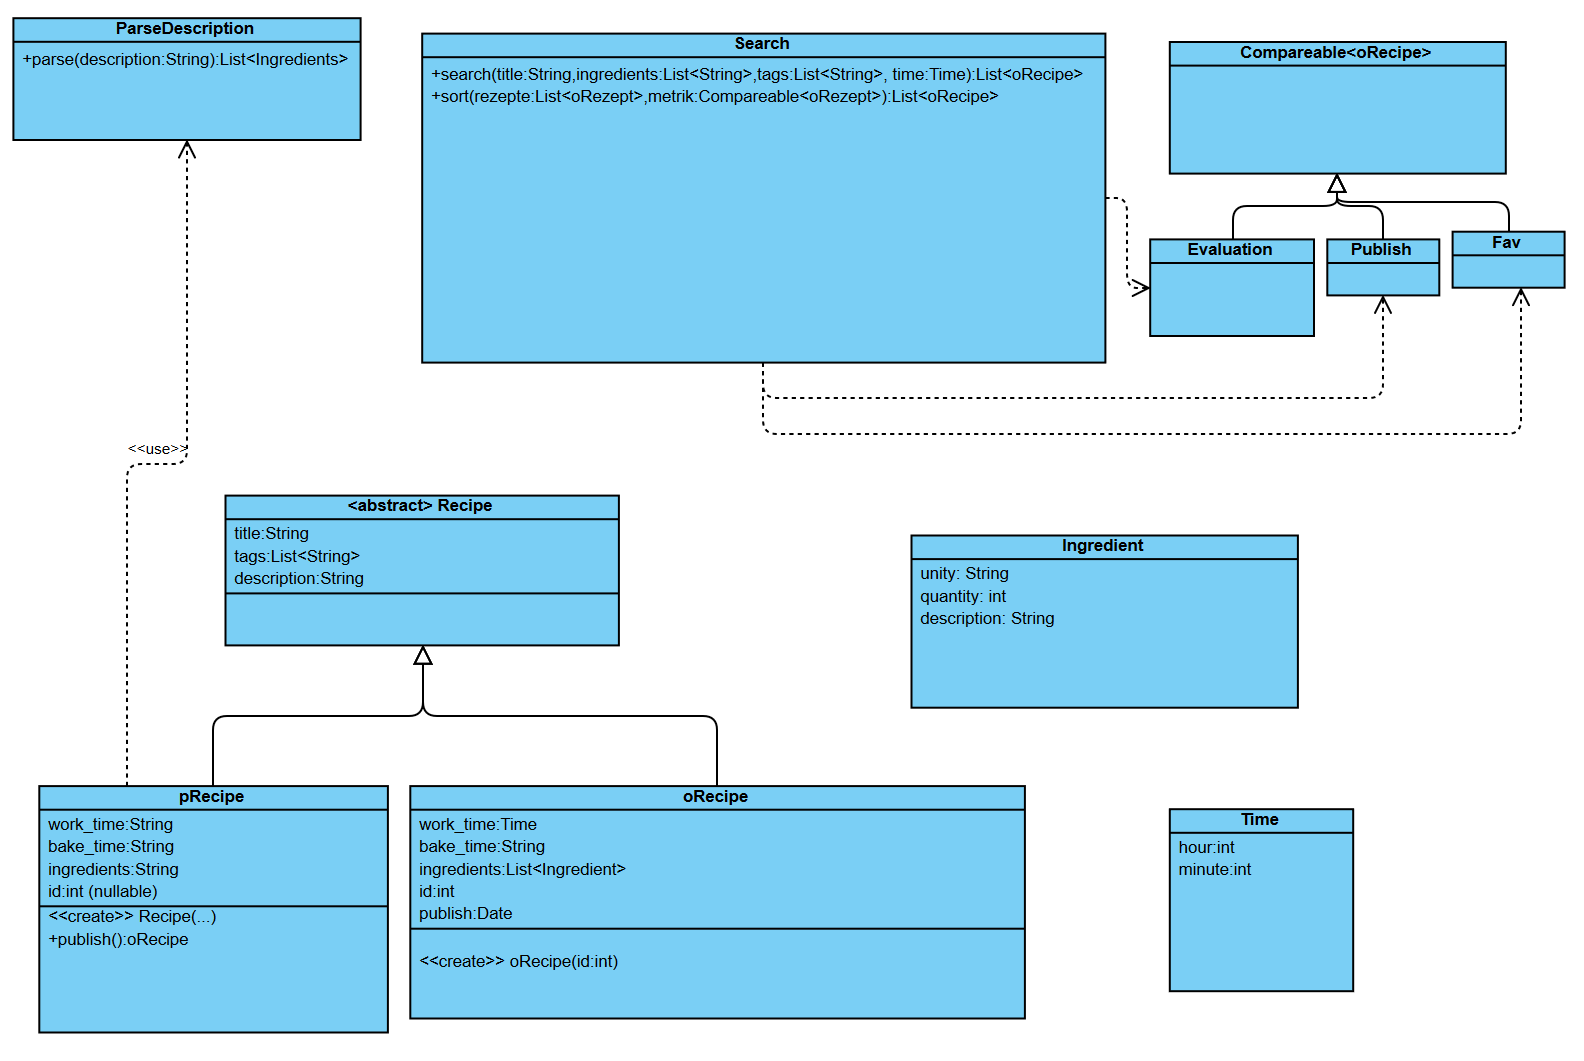 ParseDescription
+parse(description:String):List<Ingredients>
Search
+search(title:String,ingredients:List<String>,tags:List<String>, time:Time):List<oRecipe>
+sort(rezepte:List<oRezept>,metrik:Compareable<oRezept>):List<oRecipe>
Compareable<oRecipe>
Evaluation
Publish
Fav
<<use>>
<abstract> Recipe
title:String
tags:List<String>
description:String
Ingredient
unity: String
quantity: int
description: String
pRecipe
work_time:String
bake_time:String
ingredients:String
id:int (nullable)
<<create>> Recipe(...)
+publish():oRecipe
oRecipe
work_time:Time
bake_time:String
ingredients:List<Ingredient>
id:int
publish:Date
<<create>> oRecipe(id:int)
Time
hour:int
minute:int